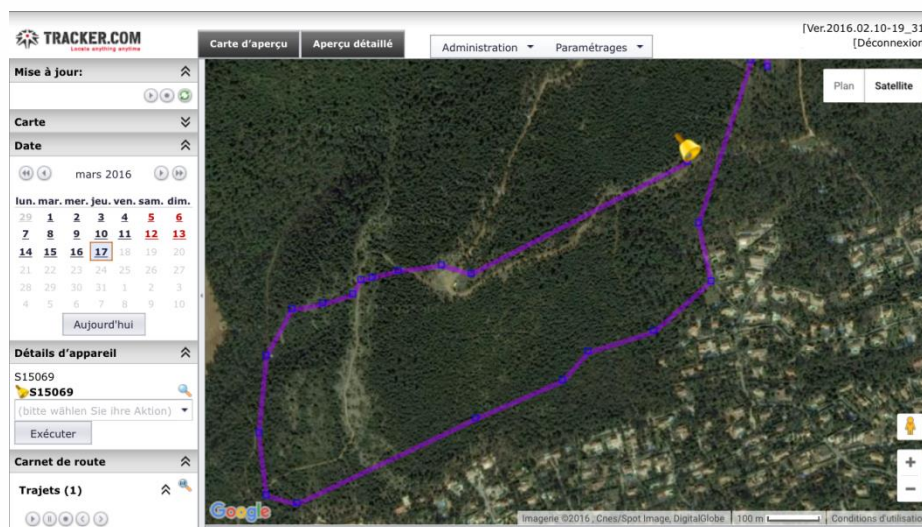 TRACKER.COM
Locate anything anytime
Carte d'aperçu
Aperçu détaillé
Administration
Paramétrages
[Ver.2016.02.10-19_31
[Déconnexion
Mise à jour:
Carte
Date
mars 2016
lun. mar. mer. jeu. ven. sam. dim.
29 1 2 3 4 5 6
7 8 9 10 11 12 13
14 15 16 17 18 19 20
21 22 23 24 25 26 27
28 29 30 31 1 2 3
4 5 6 7 8 9 10
Aujourd'hui
Détails d'appareil
S15069
S15069
(bitte wählen Sie ihre Aktion)
Exécuter
Carnet de route
Trajets (1)
Plan
Satellite
Google
Imagerie ©2016 , Cnes/Spot Image, DigitalGlobe
100 m
Conditions d'utilisatio